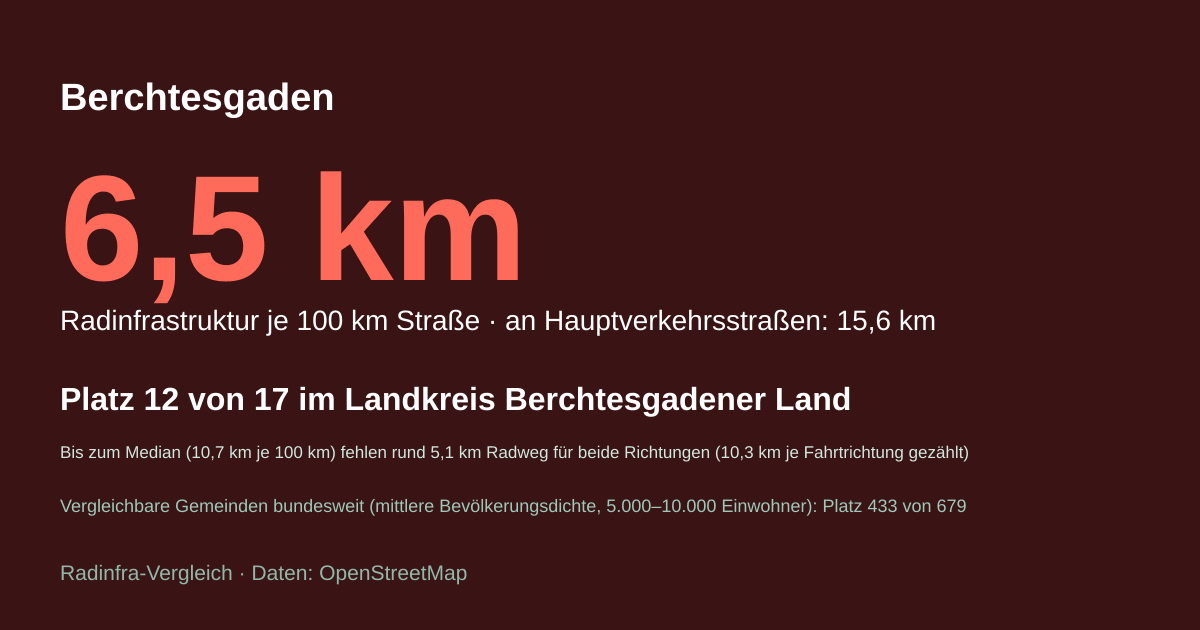 Berchtesgaden
6,5 km
Radinfrastruktur je 100 km Straße · an Hauptverkehrsstraßen: 15,6 km
Platz 12 von 17 im Landkreis Berchtesgadener Land
Bis zum Median (10,7 km je 100 km) fehlen rund 5,1 km Radweg für beide Richtungen (10,3 km je Fahrtrichtung gezählt)
Vergleichbare Gemeinden bundesweit (mittlere Bevölkerungsdichte, 5.000–10.000 Einwohner): Platz 433 von 679
Radinfra-Vergleich · Daten: OpenStreetMap